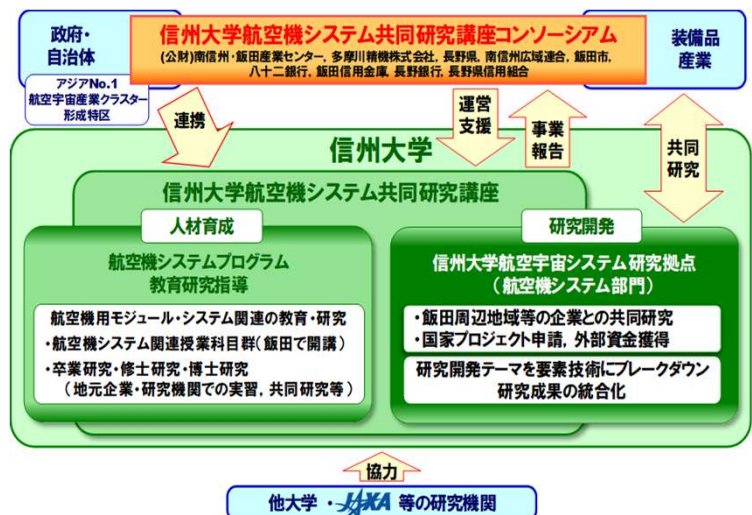 政府・
自治体
アジアNo.1
航空宇宙産業クラスター
形成特区
信州大学航空機システム共同研究講座コンソーシアム
(公財)南信州・飯田産業センター, 多摩川精機株式会社, 長野県, 南信州広域連合, 飯田市,
八十二銀行, 飯田信用金庫, 長野銀行, 長野県信用組合
装備品
産業
連携
運営
支援
事業
報告
共同
研究
信州大学
信州大学航空機システム共同研究講座
人材育成
航空機システムプログラム
教育研究指導
航空機用モジュール・システム関連の教育・研究
・航空機システム関連授業科目群(飯田で開講)
・卒業研究・修士研究・博士研究
(地元企業・研究機関での実習, 共同研究等)
研究開発
信州大学航空宇宙システム研究拠点
(航空機システム部門)
・飯田周辺地域等の企業との共同研究
・国家プロジェクト申請, 外部資金獲得
研究開発テーマを要素技術にブレークダウン
研究成果の統合化
協力
他大学・JAXA 等の研究機関